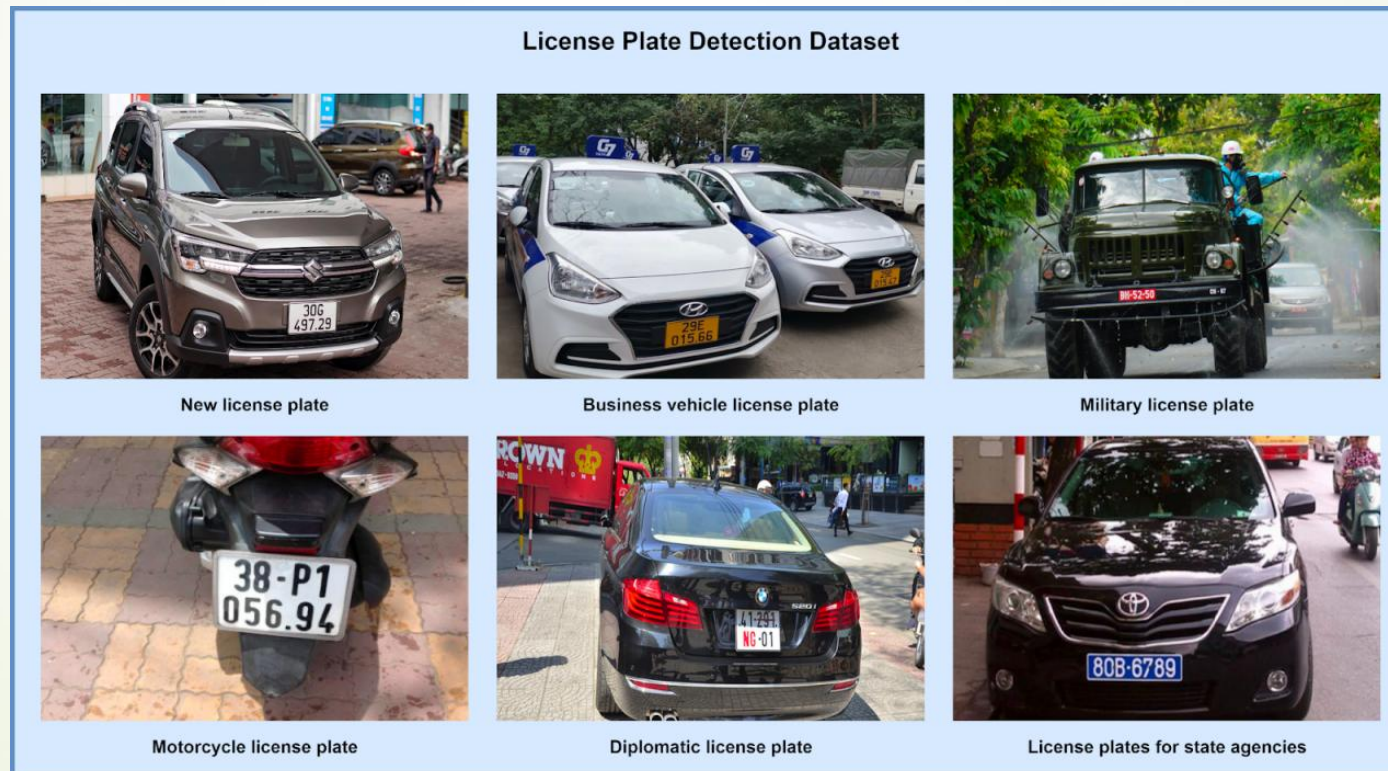 License Plate Detection Dataset
30G
497.29
New license plate
G7
G7
29E
015.66
29E
015.47
Business vehicle license plate
BH-52-50
Military license plate
38-P1
056.94
Motorcycle license plate
ROWN
520i
41 291
NG-01
Diplomatic license plate
80B-6789
License plates for state agencies